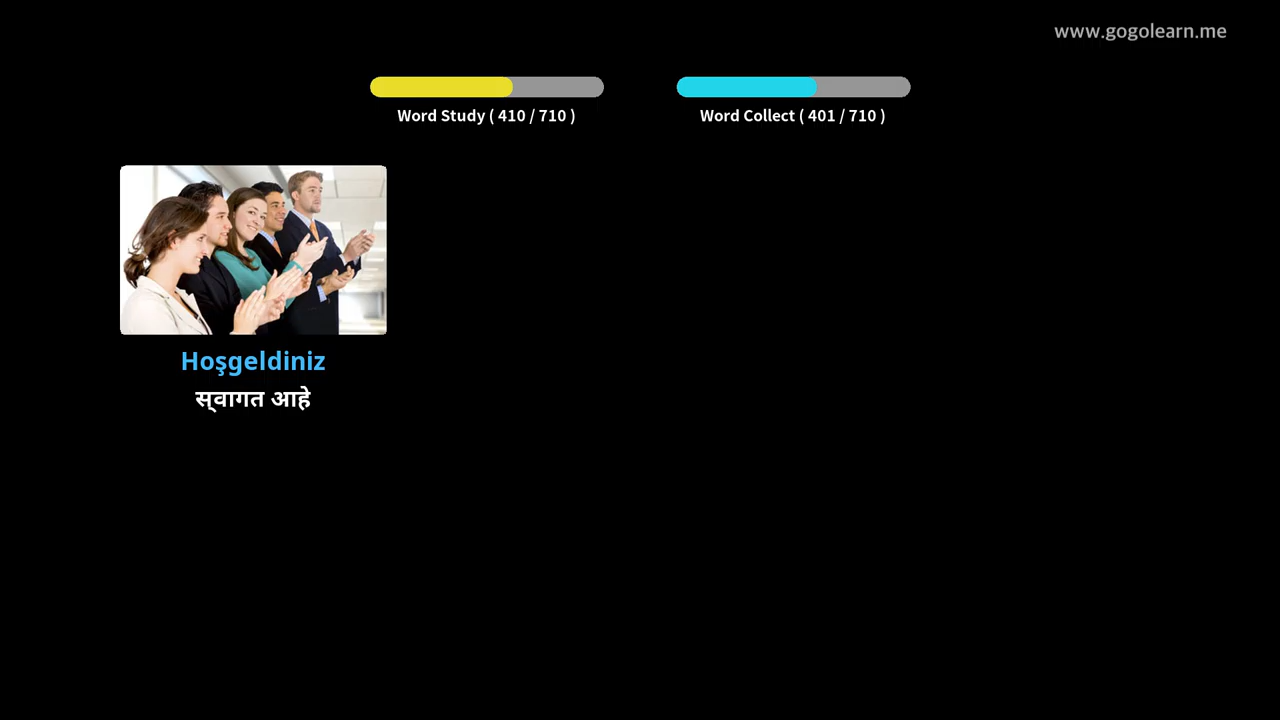 www.gogolearn.me
Word Study ( 410 / 710 )
Word Collect ( 401 / 710 )
Hoşgeldiniz
स्‌वागत आहे